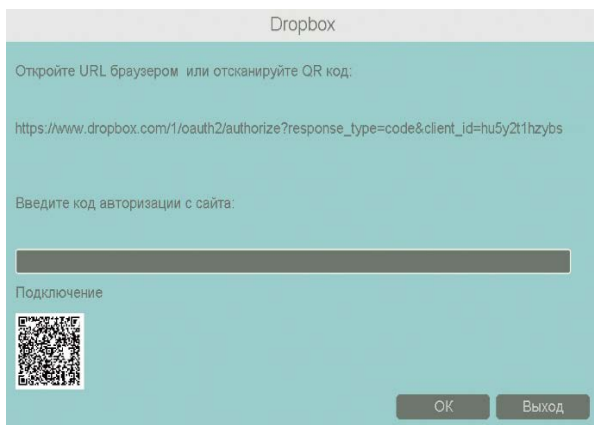 Dropbox
Откройте URL браузером или отсканируйте QR код:
https://www.dropbox.com/1/oauth2/authorize?response_type=code&client_id=hu5y2t1hzybs
Введите код авторизации с сайта:
Подключение
ОК
Выход